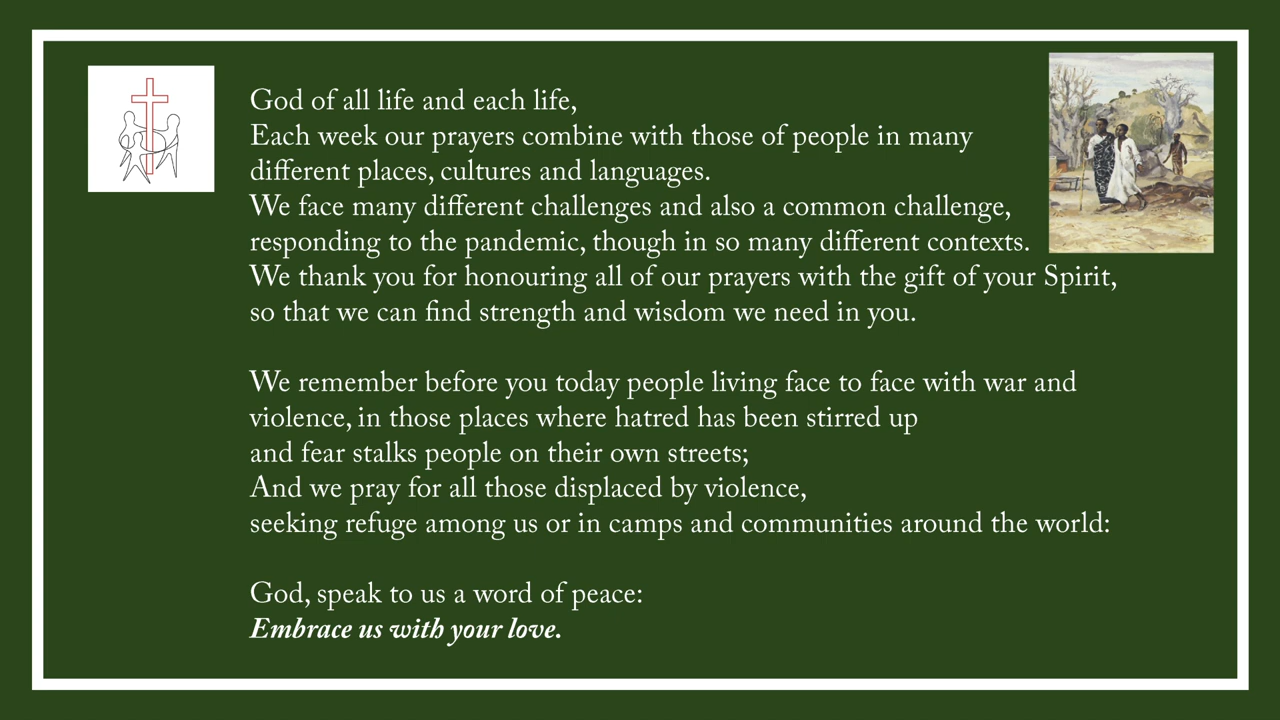 God of all life and each life,
Each week our prayers combine with those of people in many
different places, cultures and languages.
We face many different challenges and also a common challenge,
responding to the pandemic, though in so many different contexts.
We thank you for honouring all of our prayers with the gift of your Spirit,
so that we can find strength and wisdom we need in you.
We remember before you today people living face to face with war and
violence, in those places where hatred has been stirred up
and fear stalks people on their own streets;
And we pray for all those displaced by violence,
seeking refuge among us or in camps and communities around the world:
God, speak to us a word of peace:
Embrace us with your love.